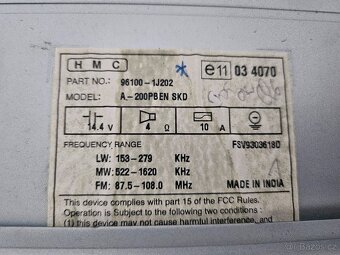 HMC
e11 03 4070
PART NO. 96100-1J202
MODEL A-200PBEN SKD
14.4V 4 Ω 10 A
FREQUENCY RANGE FSV9303618D
LW: 153-279 KHz
MW: 522-1620 KHz
FM: 87.5-108.0 MHz MADE IN INDIA
This device complies with part 15 of the FCC Rules.
Operation is Subject to the following two conditions:
(1) this device may not cause harmful interference,